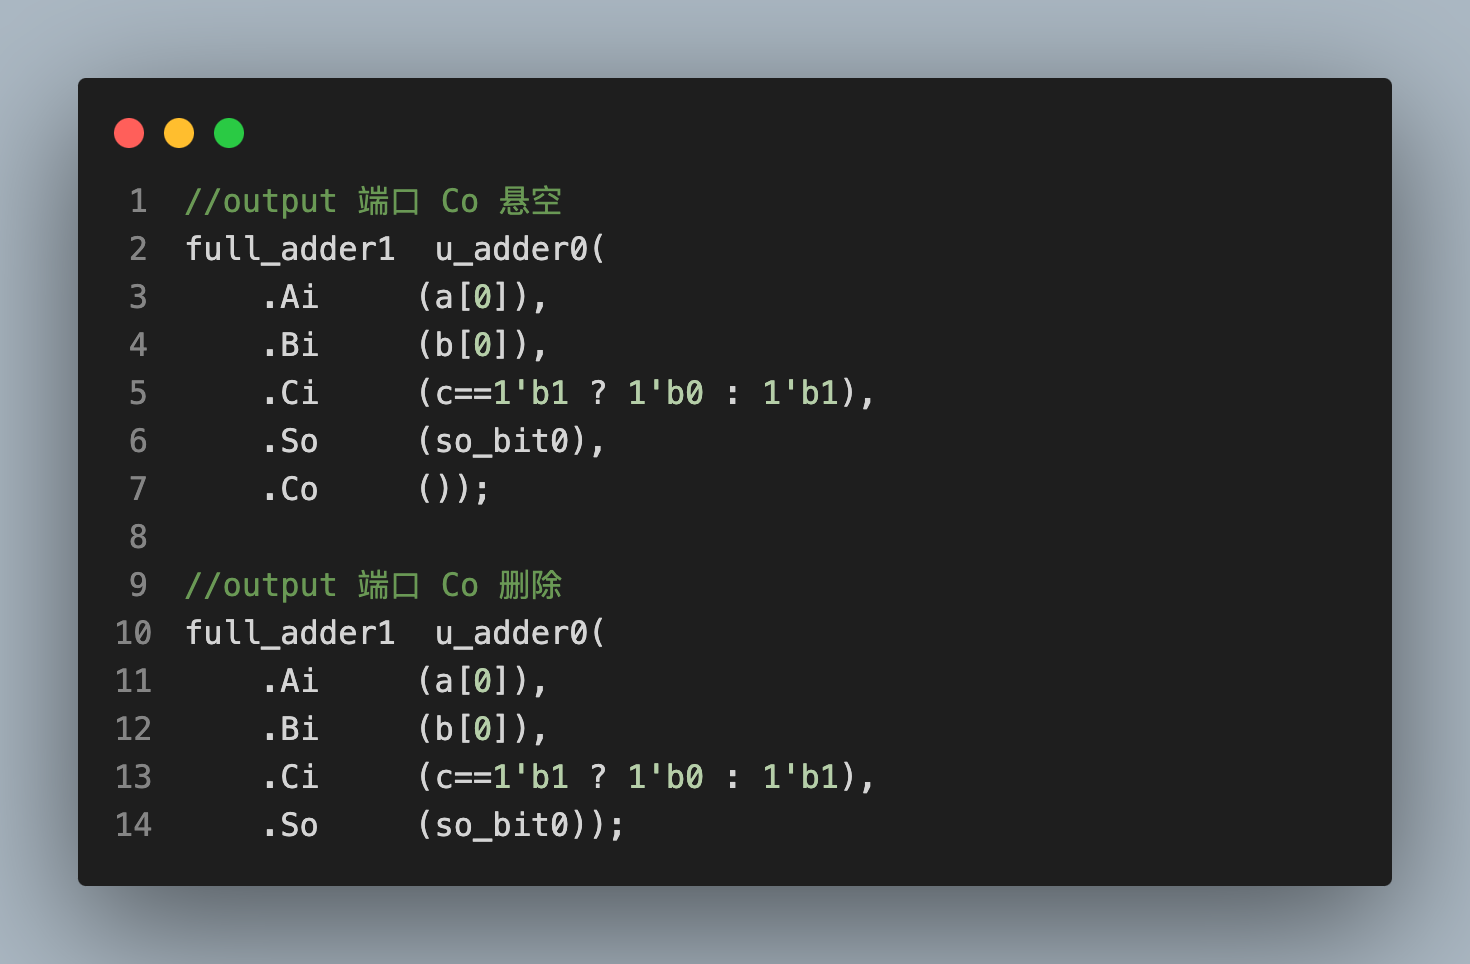 1 //output 端口 Co 悬空
2 full_adder1  u_adder0(
3     .Ai     (a[0]),
4     .Bi     (b[0]),
5     .Ci     (c==1'b1 ? 1'b0 : 1'b1),
6     .So     (so_bit0),
7     .Co     ());
8
9 //output 端口 Co 删除
10 full_adder1  u_adder0(
11     .Ai     (a[0]),
12     .Bi     (b[0]),
13     .Ci     (c==1'b1 ? 1'b0 : 1'b1),
14     .So     (so_bit0));